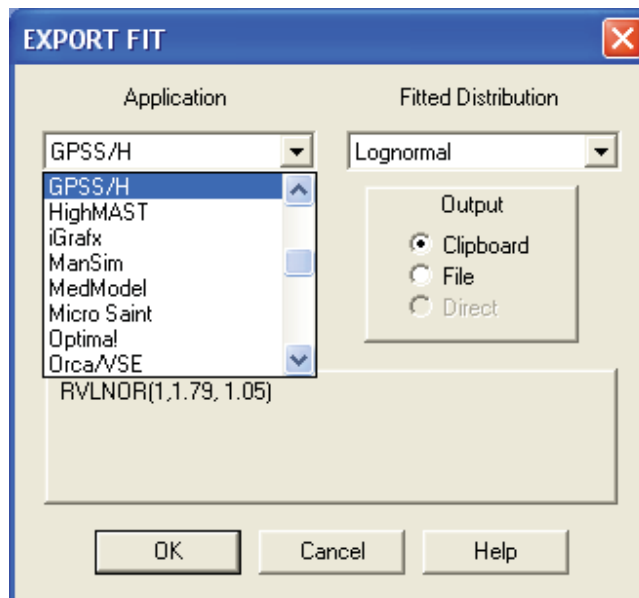 EXPORT FIT
Application
Fitted Distribution
GPSS/H
Lognormal
GPSS/H
HighMAST
iGrafx
ManSim
MedModel
Micro Saint
Optima!
Orca/VSE
Output
Clipboard
File
Direct
RVLNOR(1,1.79, 1.05)
OK
Cancel
Help